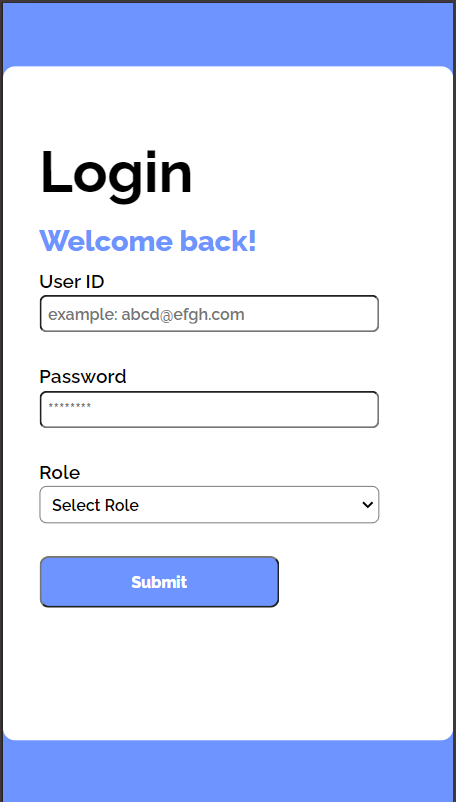 Login
Welcome back!
User ID
example: abcd@efgh.com
Password
********
Role
Select Role
Submit